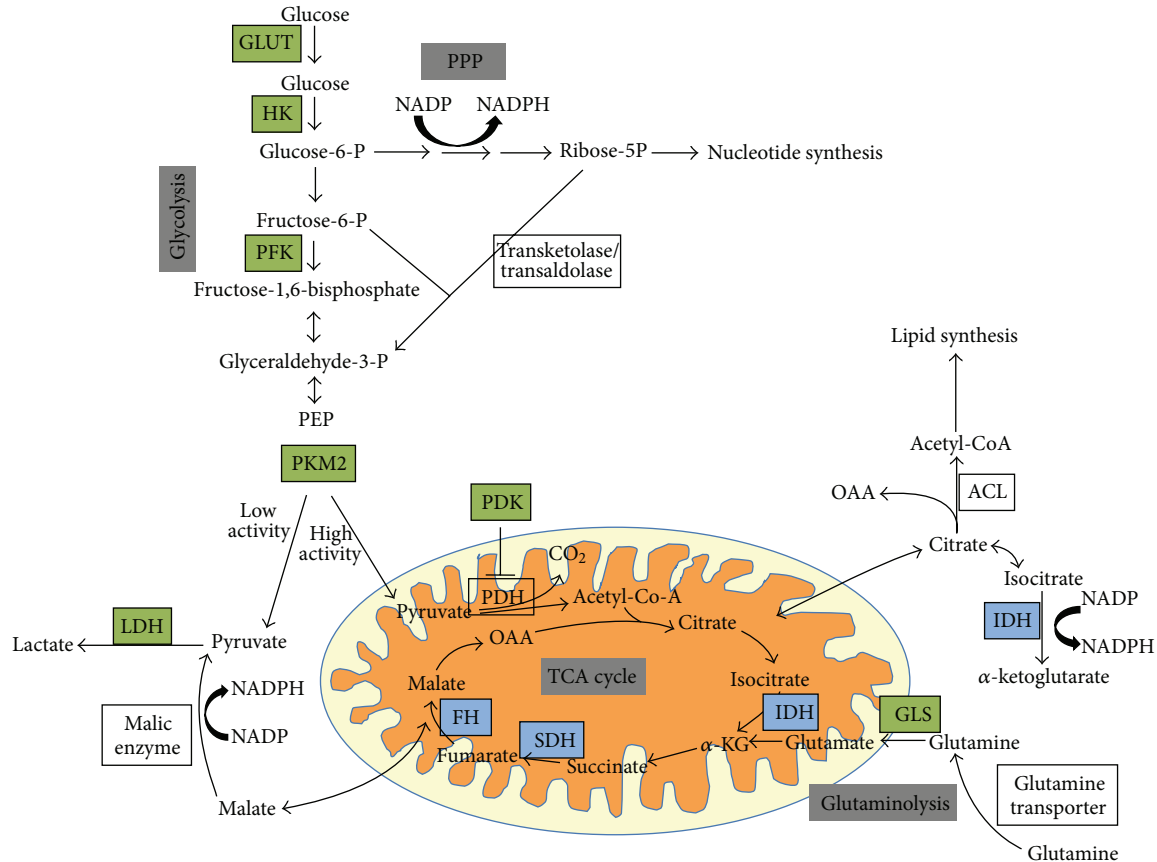 Glucose
GLUT
Glucose
HK
PPP
NADP
NADPH
Glucose-6-P
Ribose-5P
Nucleotide synthesis
Glycolysis
Fructose-6-P
PFK
Transketolase/
transaldolase
Fructose-1,6-bisphosphate
Glyceraldehyde-3-P
PEP
PKM2
Low
activity
High
activity
PDK
Lipid synthesis
Acetyl-CoA
OAA
ACL
Citrate
Isocitrate
IDH
NADP
NADPH
α-ketoglutarate
CO2
PDH
Pyruvate
Acetyl-Co-A
Citrate
OAA
LDH
Lactate
Pyruvate
TCA cycle
Malate
Isocitrate
FH
IDH
SDH
GLS
Fumarate
Succinate
α-KG
Glutamate
Glutamine
NADPH
NADP
Malic
enzyme
Malate
Glutaminolysis
Glutamine
transporter
Glutamine